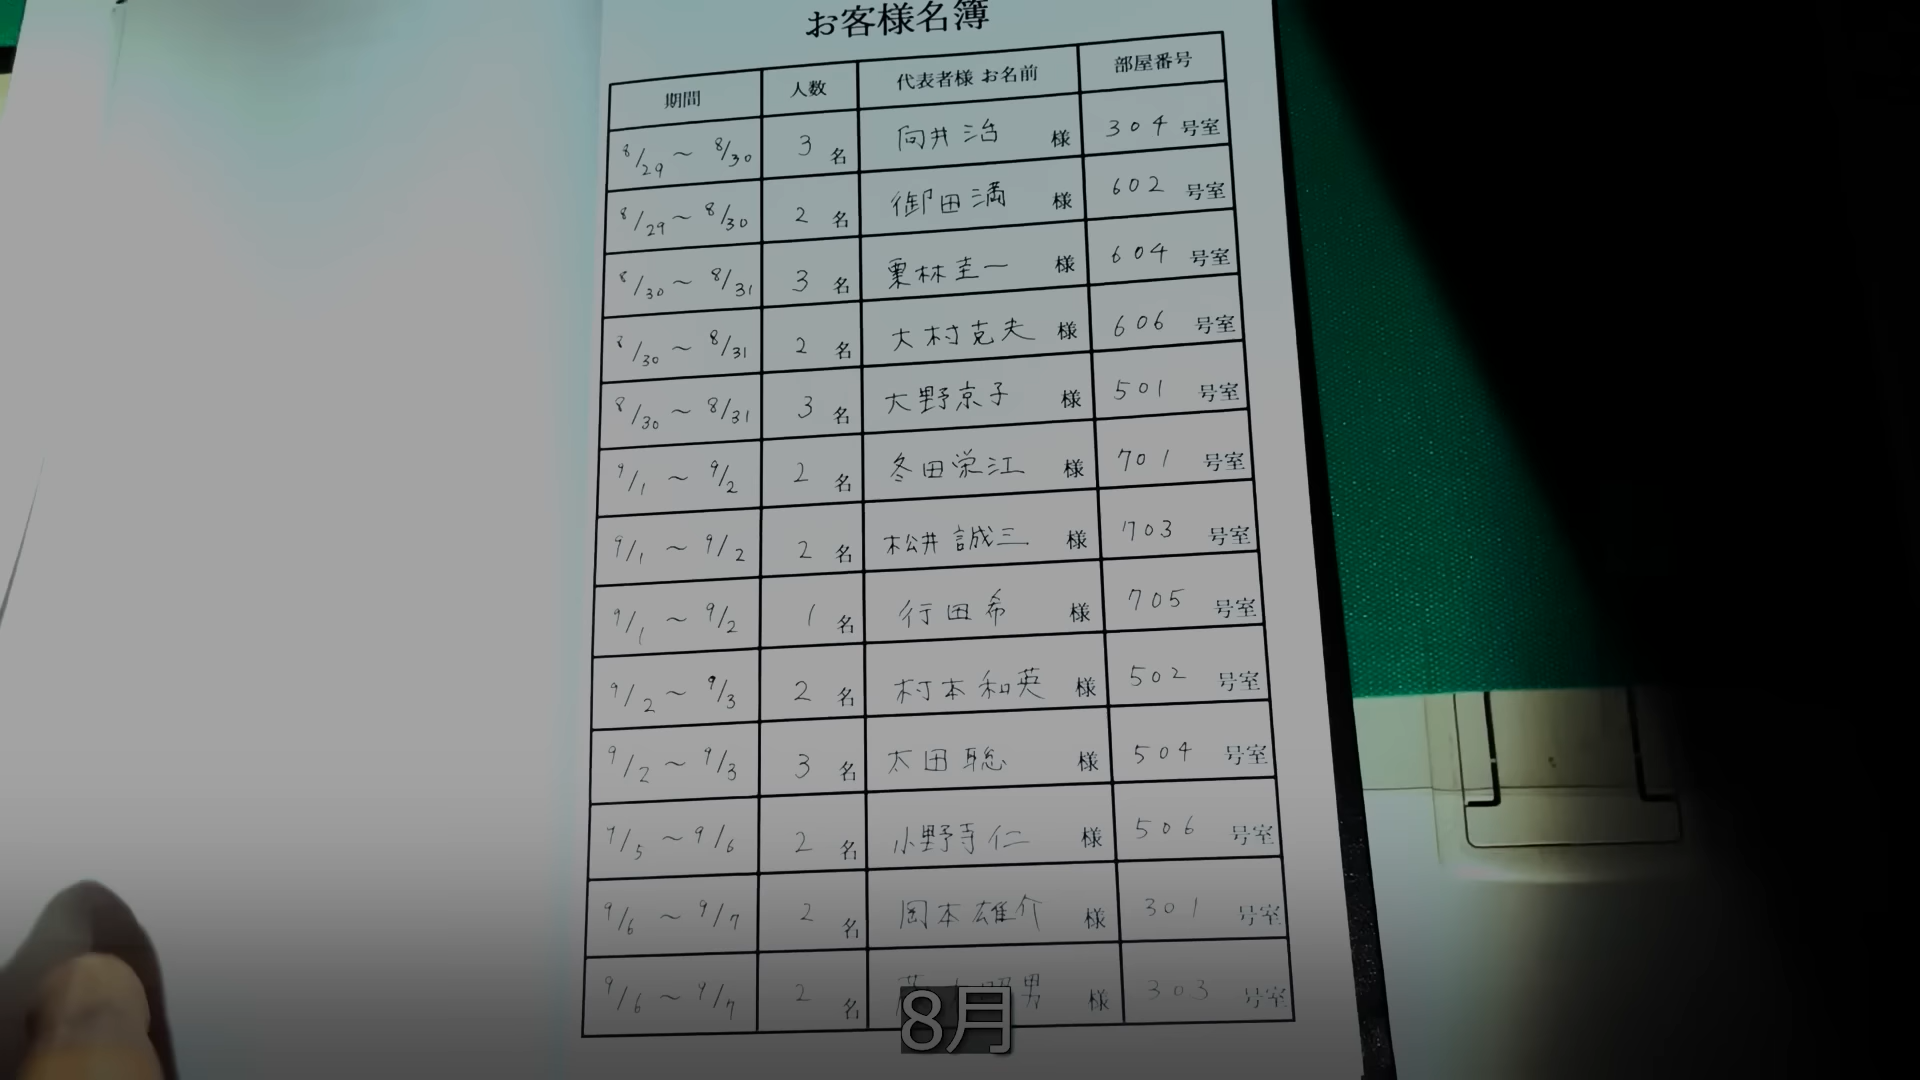 お客様名簿
期間 人数 代表者様 お名前 部屋番号
8/29 ~ 8/30 3 名 向井 浩 様 304 号室
8/29 ~ 8/30 2 名 御田 満 様 602 号室
8/30 ~ 8/31 3 名 栗林圭一 様 604 号室
8/30 ~ 8/31 2 名 大村克夫 様 606 号室
8/30 ~ 8/31 3 名 大野京子 様 501 号室
9/1 ~ 9/2 2 名 冬田栄江 様 701 号室
9/1 ~ 9/2 2 名 松井誠三 様 703 号室
9/1 ~ 9/2 1 名 行田希 様 705 号室
9/2 ~ 9/3 2 名 村本和英 様 502 号室
9/2 ~ 9/3 3 名 太田聡 様 504 号室
9/5 ~ 9/6 2 名 小野寺仁 様 506 号室
9/6 ~ 9/7 2 名 岡本雄介 様 301 号室
9/6 ~ 9/7 2 名 男 様 303 号室
8月